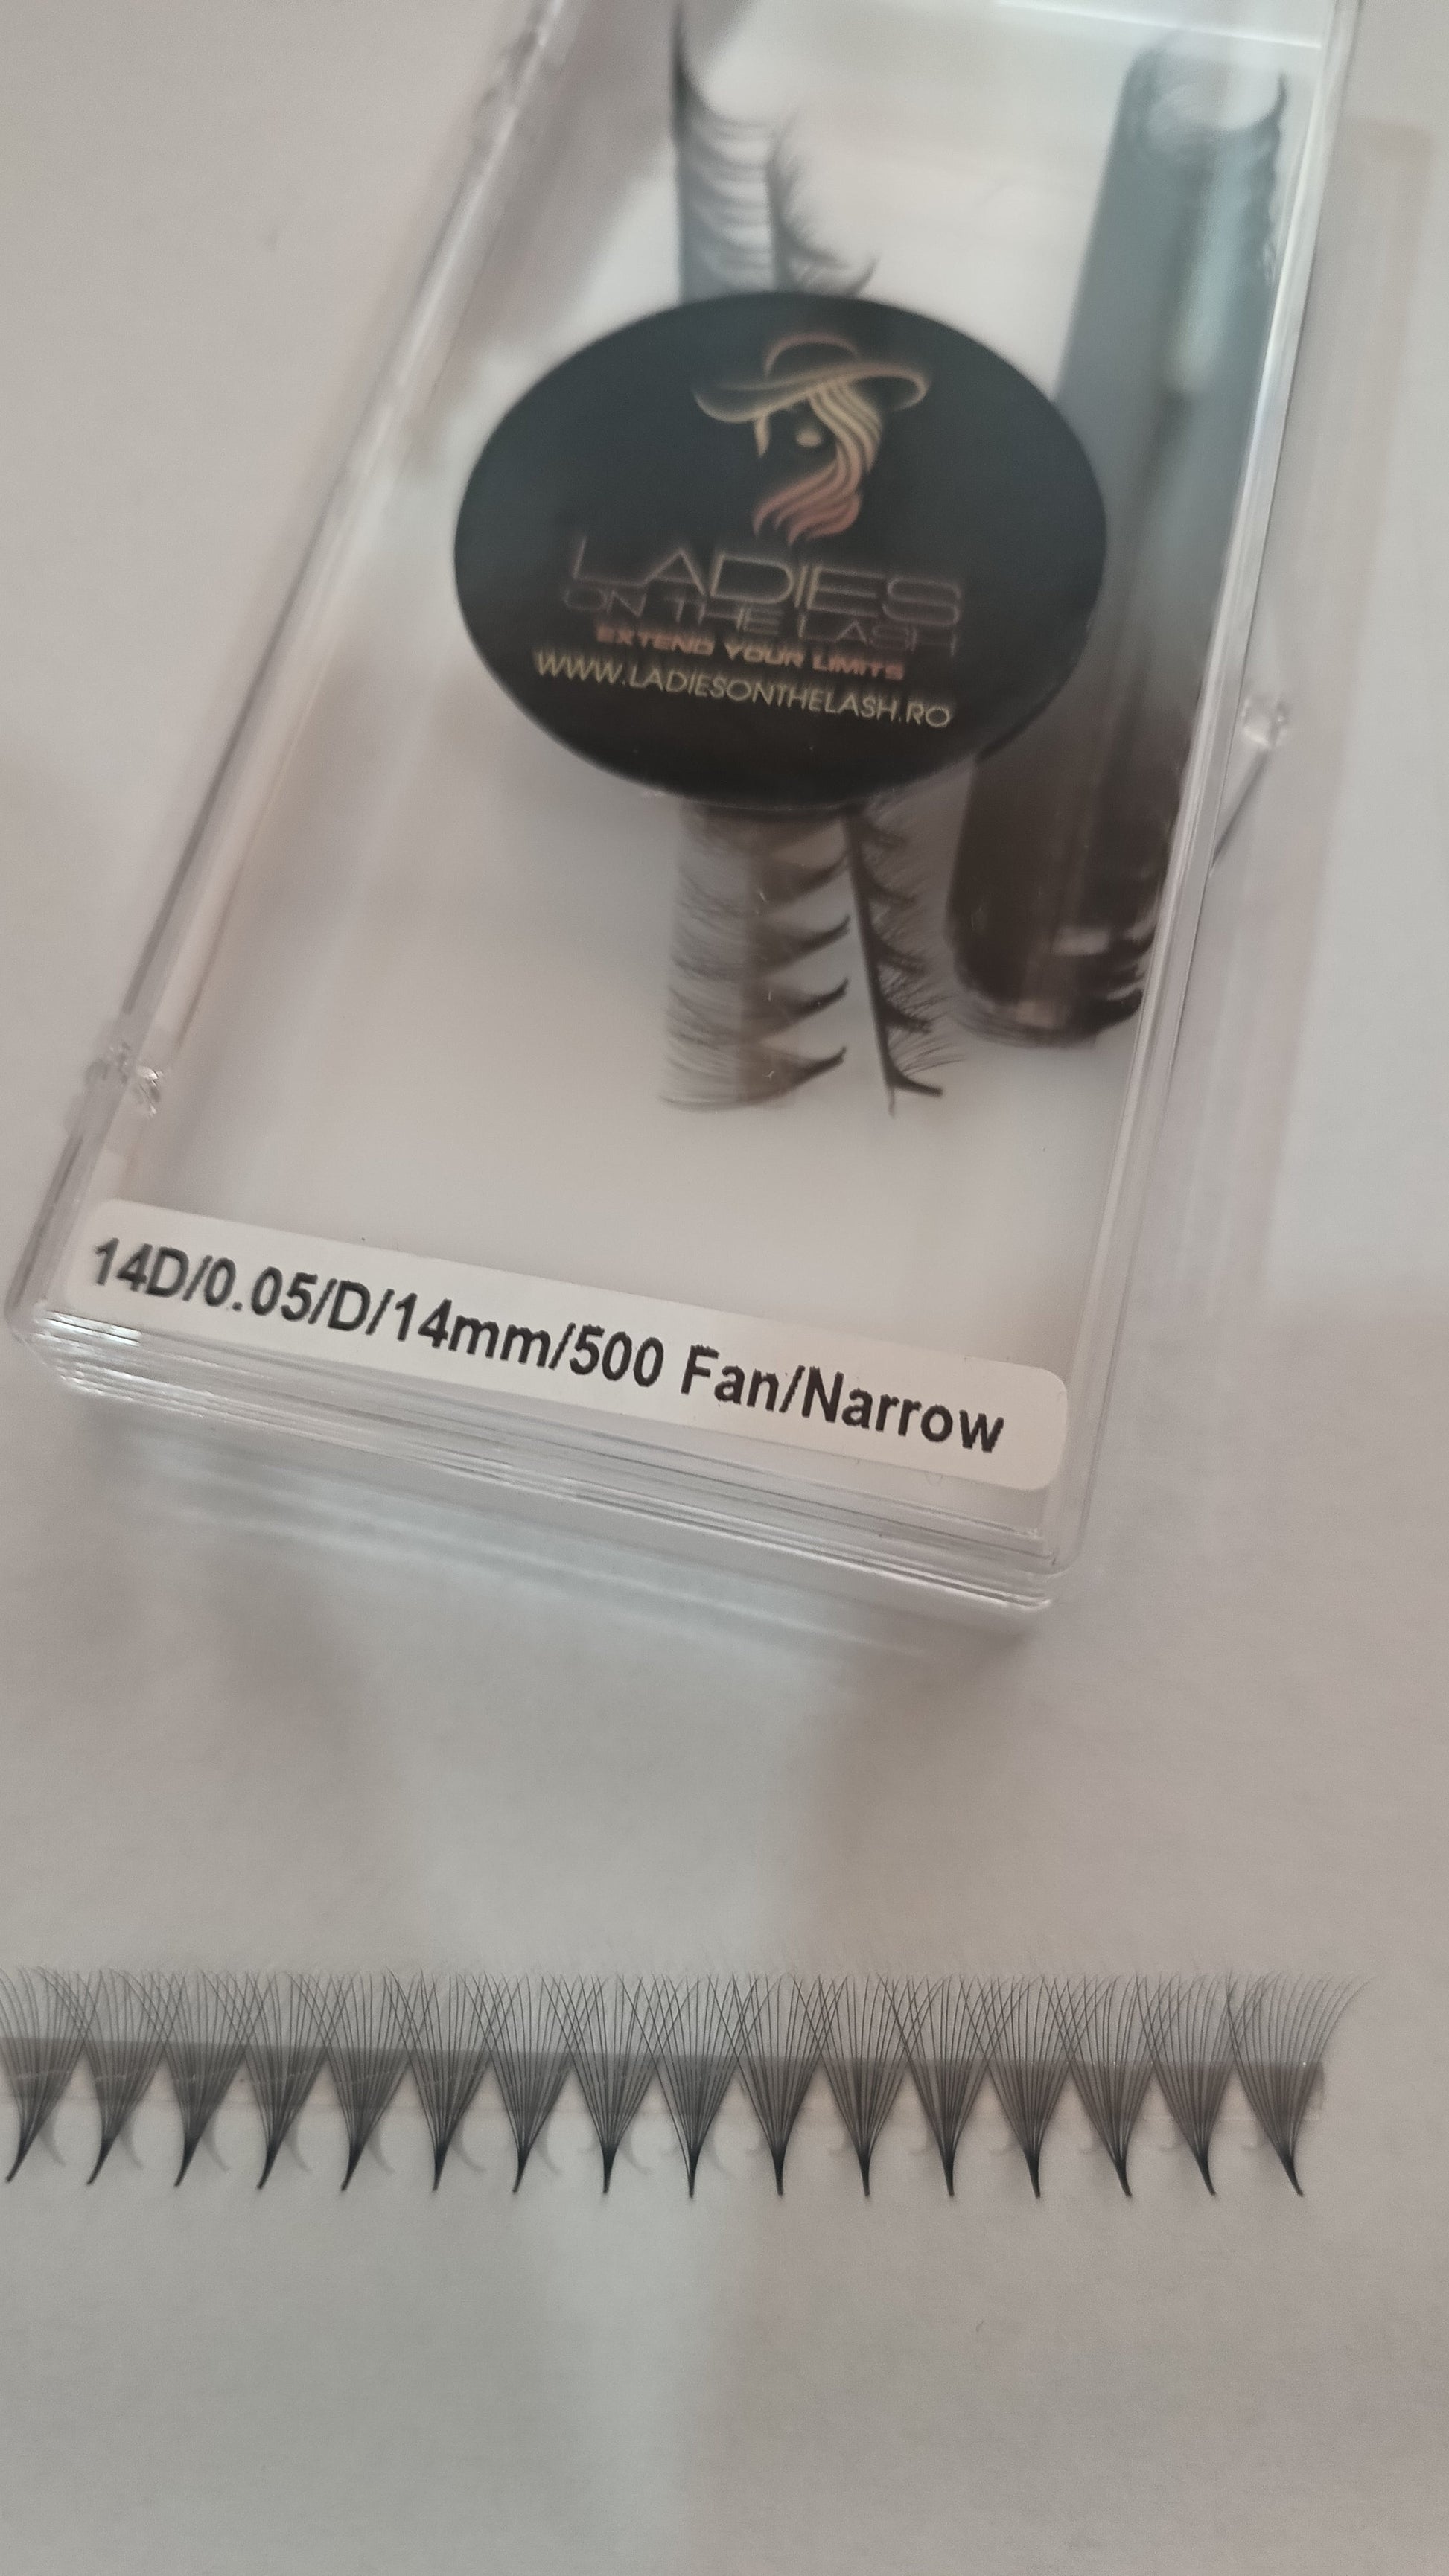 LADIES
ON THE LASH
EXTEND YOUR LIMITS
WWW.LADIESONTHELASH.RO
14D/0.05/D/14mm/500 Fan/Narrow